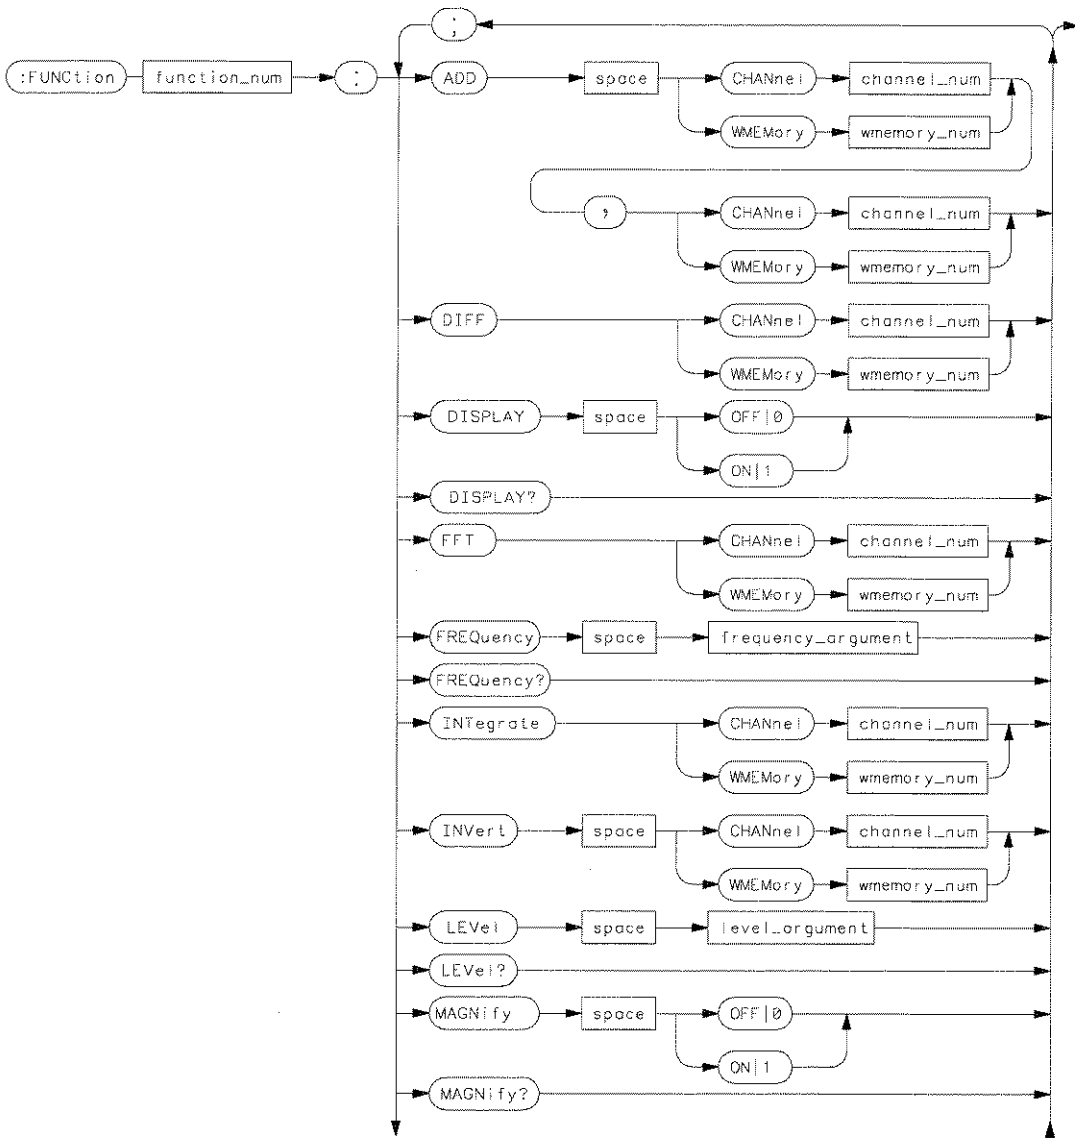 ;
:FUNCtion function_num : ADD space CHANnel channel_num
WMEMory wmemory_num
, CHANnel channel_num
WMEMory wmemory_num
DIFF CHANnel channel_num
WMEMory wmemory_num
DISPLAY space OFF|0
ON|1
DISPLAY?
FFT CHANnel channel_num
WMEMory wmemory_num
FREQuency space frequency_argument
FREQuency?
INTegrate CHANnel channel_num
WMEMory wmemory_num
INVert space CHANnel channel_num
WMEMory wmemory_num
LEVel space level_argument
LEVel?
MAGNify space OFF|0
ON|1
MAGNify?